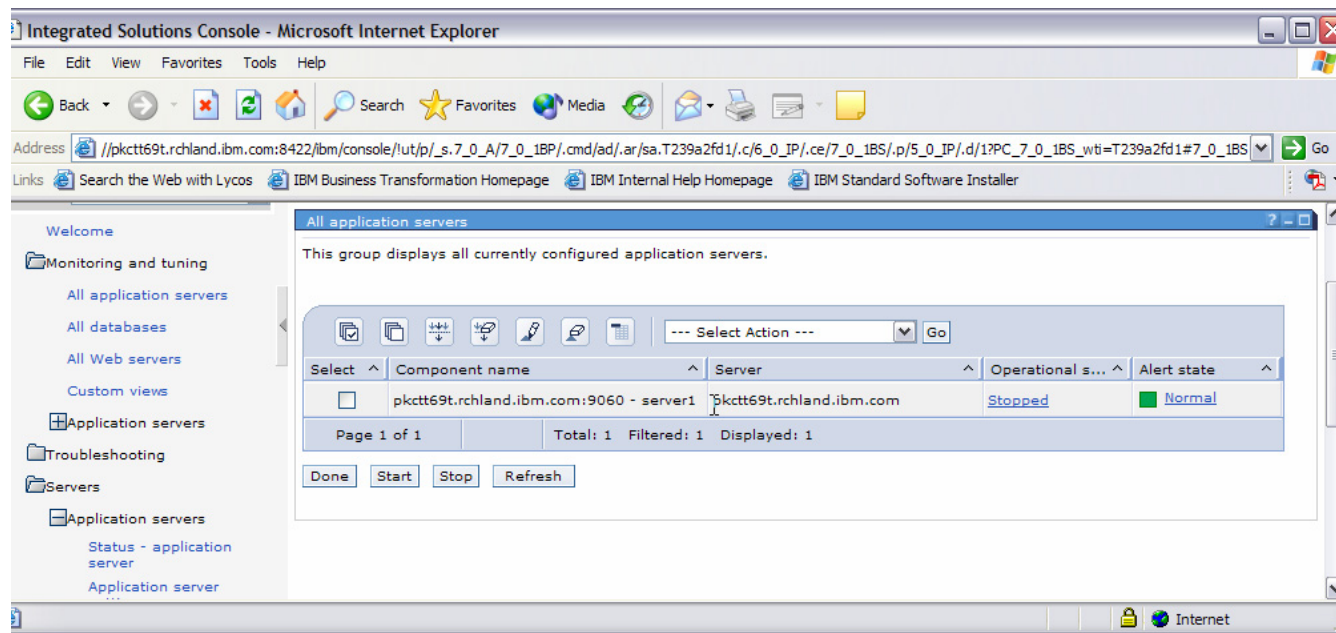 Integrated Solutions Console - Microsoft Internet Explorer
File Edit View Favorites Tools Help
Back Search Favorites Media
Address //pkctt69t.rchland.ibm.com:8422/ibm/console/!ut/p/_s.7_0_A/7_0_1BP/.cmd/ad/.ar/sa.T239a2fd1/.c/6_0_IP/.ce/7_0_1BS/.p/5_0_IP/.d/1?PC_7_0_1BS_wti=T239a2fd1#7_0_1BS Go
Links Search the Web with Lycos IBM Business Transformation Homepage IBM Internal Help Homepage IBM Standard Software Installer
Welcome
Monitoring and tuning
All application servers
All databases
All Web servers
Custom views
Application servers
Troubleshooting
Servers
Application servers
Status - application
server
Application server
All application servers
This group displays all currently configured application servers.
--- Select Action --- Go
Select Component name Server Operational s... Alert state
pkctt69t.rchland.ibm.com:9060 - server1 pkctt69t.rchland.ibm.com Stopped Normal
Page 1 of 1 Total: 1 Filtered: 1 Displayed: 1
Done Start Stop Refresh
Internet